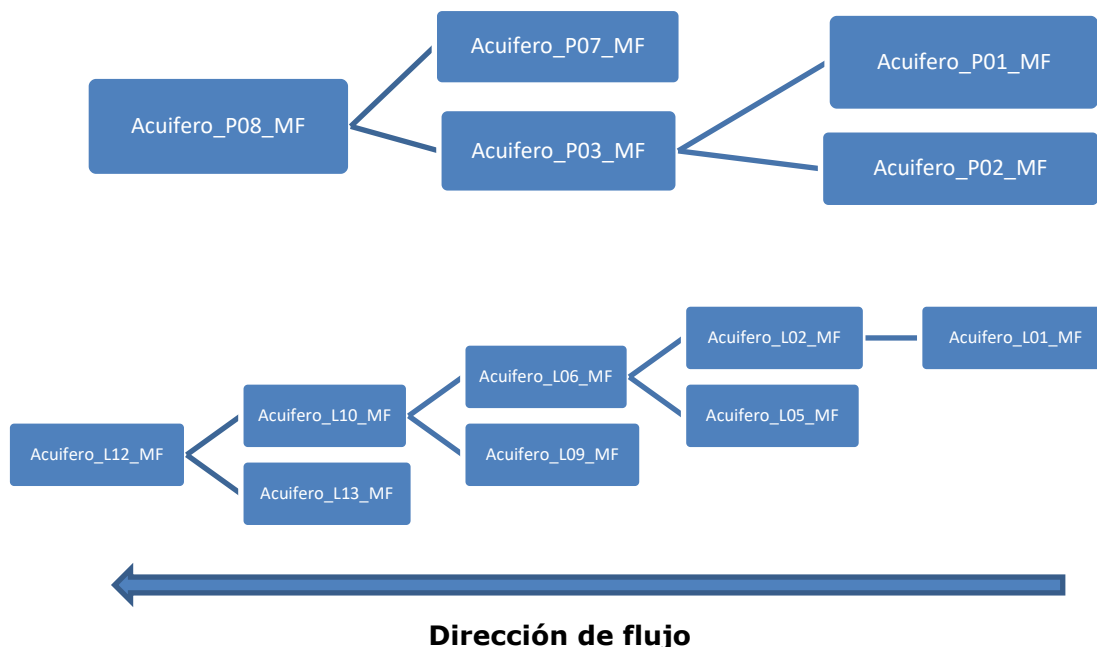 Acuifero_P07_MF
Acuifero_P01_MF
Acuifero_P08_MF
Acuifero_P03_MF
Acuifero_P02_MF
Acuifero_L02_MF
Acuifero_L01_MF
Acuifero_L06_MF
Acuifero_L10_MF
Acuifero_L05_MF
Acuifero_L12_MF
Acuifero_L09_MF
Acuifero_L13_MF
Dirección de flujo